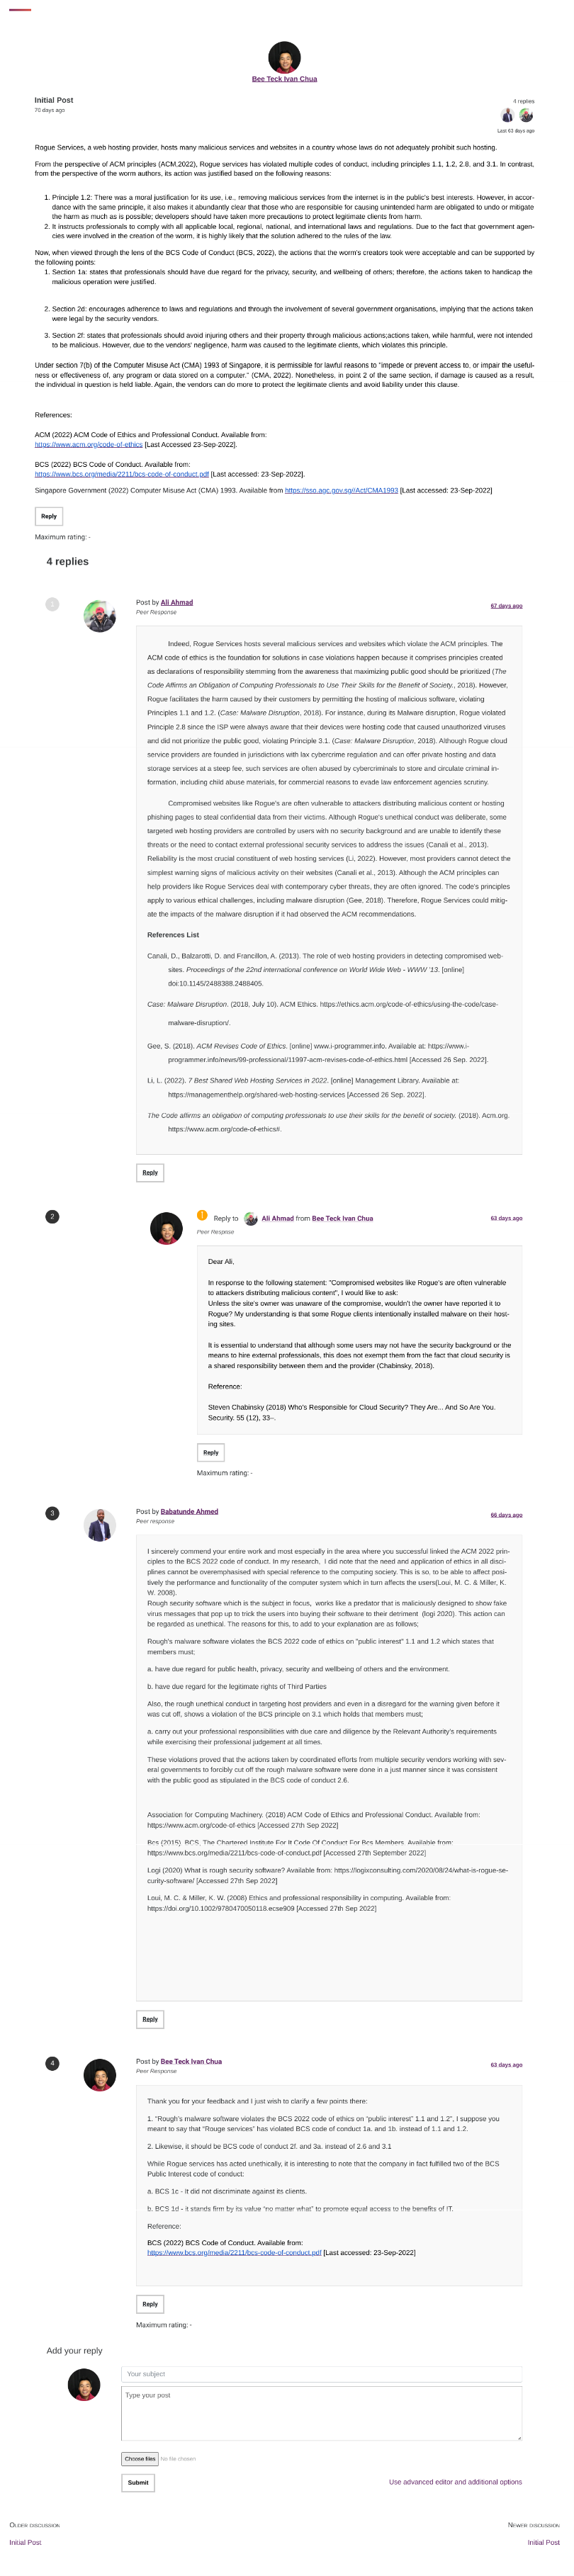 Bee Teck Ivan Chua
Initial Post
70 days ago
4 replies
Last 63 days ago
Rogue Services, a web hosting provider, hosts many malicious services and websites in a country whose laws do not adequately prohibit such hosting.
From the perspective of ACM principles (ACM,2022), Rogue services has violated multiple codes of conduct, including principles 1.1, 1.2, 2.8, and 3.1. In contrast,
from the perspective of the worm authors, its action was justified based on the following reasons:
1. Principle 1.2: There was a moral justification for its use, i.e., removing malicious services from the internet is in the public's best interests. However, in accor-
dance with the same principle, it also makes it abundantly clear that those who are responsible for causing unintended harm are obligated to undo or mitigate
the harm as much as is possible; developers should have taken more precautions to protect legitimate clients from harm.
2. It instructs professionals to comply with all applicable local, regional, national, and international laws and regulations. Due to the fact that government agen-
cies were involved in the creation of the worm, it is highly likely that the solution adhered to the rules of the law.
Now, when viewed through the lens of the BCS Code of Conduct (BCS, 2022), the actions that the worm's creators took were acceptable and can be supported by
the following points:
1. Section 1a: states that professionals should have due regard for the privacy, security, and wellbeing of others; therefore, the actions taken to handicap the
malicious operation were justified.
2. Section 2d: encourages adherence to laws and regulations and through the involvement of several government organisations, implying that the actions taken
were legal by the security vendors.
3. Section 2f: states that professionals should avoid injuring others and their property through malicious actions;actions taken, while harmful, were not intended
to be malicious. However, due to the vendors' negligence, harm was caused to the legitimate clients, which violates this principle.
Under section 7(b) of the Computer Misuse Act (CMA) 1993 of Singapore, it is permissible for lawful reasons to "impede or prevent access to, or impair the useful-
ness or effectiveness of, any program or data stored on a computer." (CMA, 2022). Nonetheless, in point 2 of the same section, if damage is caused as a result,
the individual in question is held liable. Again, the vendors can do more to protect the legitimate clients and avoid liability under this clause.
References:
ACM (2022) ACM Code of Ethics and Professional Conduct. Available from:
https://www.acm.org/code-of-ethics [Last Accessed 23-Sep-2022].
BCS (2022) BCS Code of Conduct. Available from:
https://www.bcs.org/media/2211/bcs-code-of-conduct.pdf [Last accessed: 23-Sep-2022].
Singapore Government (2022) Computer Misuse Act (CMA) 1993. Available from https://sso.agc.gov.sg//Act/CMA1993 [Last accessed: 23-Sep-2022]
Reply
Maximum rating: -
4 replies
1
Post by Ali Ahmad
67 days ago
Peer Response
Indeed, Rogue Services hosts several malicious services and websites which violate the ACM principles. The
ACM code of ethics is the foundation for solutions in case violations happen because it comprises principles created
as declarations of responsibility stemming from the awareness that maximizing public good should be prioritized (The
Code Affirms an Obligation of Computing Professionals to Use Their Skills for the Benefit of Society., 2018). However,
Rogue facilitates the harm caused by their customers by permitting the hosting of malicious software, violating
Principles 1.1 and 1.2. (Case: Malware Disruption, 2018). For instance, during its Malware disruption, Rogue violated
Principle 2.8 since the ISP were always aware that their devices were hosting code that caused unauthorized viruses
and did not prioritize the public good, violating Principle 3.1. (Case: Malware Disruption, 2018). Although Rogue cloud
service providers are founded in jurisdictions with lax cybercrime regulation and can offer private hosting and data
storage services at a steep fee, such services are often abused by cybercriminals to store and circulate criminal in-
formation, including child abuse materials, for commercial reasons to evade law enforcement agencies scrutiny.
Compromised websites like Rogue's are often vulnerable to attackers distributing malicious content or hosting
phishing pages to steal confidential data from their victims. Although Rogue's unethical conduct was deliberate, some
targeted web hosting providers are controlled by users with no security background and are unable to identify these
threats or the need to contact external professional security services to address the issues (Canali et al., 2013).
Reliability is the most crucial constituent of web hosting services (Li, 2022). However, most providers cannot detect the
simplest warning signs of malicious activity on their websites (Canali et al., 2013). Although the ACM principles can
help providers like Rogue Services deal with contemporary cyber threats, they are often ignored. The code's principles
apply to various ethical challenges, including malware disruption (Gee, 2018). Therefore, Rogue Services could mitig-
ate the impacts of the malware disruption if it had observed the ACM recommendations.
References List
Canali, D., Balzarotti, D. and Francillon, A. (2013). The role of web hosting providers in detecting compromised web-
sites. Proceedings of the 22nd international conference on World Wide Web - WWW '13. [online]
doi:10.1145/2488388.2488405.
Case: Malware Disruption. (2018, July 10). ACM Ethics. https://ethics.acm.org/code-of-ethics/using-the-code/case-
malware-disruption/.
Gee, S. (2018). ACM Revises Code of Ethics. [online] www.i-programmer.info. Available at: https://www.i-
programmer.info/news/99-professional/11997-acm-revises-code-of-ethics.html [Accessed 26 Sep. 2022].
Li, L. (2022). 7 Best Shared Web Hosting Services in 2022. [online] Management Library. Available at:
https://managementhelp.org/shared-web-hosting-services [Accessed 26 Sep. 2022].
The Code affirms an obligation of computing professionals to use their skills for the benefit of society. (2018). Acm.org.
https://www.acm.org/code-of-ethics#.
Reply
2
Reply to Ali Ahmad from Bee Teck Ivan Chua
63 days ago
Peer Respose
Dear Ali,
In response to the following statement: "Compromised websites like Rogue's are often vulnerable
to attackers distributing malicious content", I would like to ask:
Unless the site's owner was unaware of the compromise, wouldn't the owner have reported it to
Rogue? My understanding is that some Rogue clients intentionally installed malware on their host-
ing sites.
It is essential to understand that although some users may not have the security background or the
means to hire external professionals, this does not exempt them from the fact that cloud security is
a shared responsibility between them and the provider (Chabinsky, 2018).
Reference:
Steven Chabinsky (2018) Who's Responsible for Cloud Security? They Are... And So Are You.
Security. 55 (12), 33–.
Reply
Maximum rating: -
3
Post by Babatunde Ahmed
66 days ago
Peer response
I sincerely commend your entire work and most especially in the area where you successful linked the ACM 2022 prin-
ciples to the BCS 2022 code of conduct. In my research, I did note that the need and application of ethics in all disci-
plines cannot be overemphasised with special reference to the computing society. This is so, to be able to affect posi-
tively the performance and functionality of the computer system which in turn affects the users(Loui, M. C. & Miller, K.
W. 2008).
Rough security software which is the subject in focus, works like a predator that is maliciously designed to show fake
virus messages that pop up to trick the users into buying their software to their detriment (logi 2020). This action can
be regarded as unethical. The reasons for this, to add to your explanation are as follows;
Rough's malware software violates the BCS 2022 code of ethics on "public interest" 1.1 and 1.2 which states that
members must;
a. have due regard for public health, privacy, security and wellbeing of others and the environment.
b. have due regard for the legitimate rights of Third Parties
Also, the rough unethical conduct in targeting host providers and even in a disregard for the warning given before it
was cut off, shows a violation of the BCS principle on 3.1 which holds that members must;
a. carry out your professional responsibilities with due care and diligence by the Relevant Authority's requirements
while exercising their professional judgement at all times.
These violations proved that the actions taken by coordinated efforts from multiple security vendors working with sev-
eral governments to forcibly cut off the rough malware software were done in a just manner since it was consistent
with the public good as stipulated in the BCS code of conduct 2.6.
Association for Computing Machinery. (2018) ACM Code of Ethics and Professional Conduct. Available from:
https://www.acm.org/code-of-ethics [Accessed 27th Sep 2022]
Bcs (2015). BCS, The Chartered Institute For It Code Of Conduct For Bcs Members. Available from:
https://www.bcs.org/media/2211/bcs-code-of-conduct.pdf [Accessed 27th September 2022]
Logi (2020) What is rough security software? Available from: https://logixconsulting.com/2020/08/24/what-is-rogue-se-
curity-software/ [Accessed 27th Sep 2022]
Loui, M. C. & Miller, K. W. (2008) Ethics and professional responsibility in computing. Available from:
https://doi.org/10.1002/9780470050118.ecse909 [Accessed 27th Sep 2022]
Reply
4
Post by Bee Teck Ivan Chua
63 days ago
Peer Response
Thank you for your feedback and I just wish to clarify a few points there:
1. "Rough's malware software violates the BCS 2022 code of ethics on "public interest" 1.1 and 1.2", I suppose you
meant to say that "Rouge services" has violated BCS code of conduct 1a. and 1b. instead of 1.1 and 1.2.
2. Likewise, it should be BCS code of conduct 2f. and 3a. instead of 2.6 and 3.1
While Rogue services has acted unethically, it is interesting to note that the company in fact fulfilled two of the BCS
Public Interest code of conduct:
a. BCS 1c - It did not discriminate against its clients.
b. BCS 1d - it stands firm by its value "no matter what" to promote equal access to the benefits of IT.
Reference:
BCS (2022) BCS Code of Conduct. Available from:
https://www.bcs.org/media/2211/bcs-code-of-conduct.pdf [Last accessed: 23-Sep-2022]
Reply
Maximum rating: -
Add your reply
Your subject
Type your post
Choose files No file chosen
Submit
Use advanced editor and additional options
Older discussion
Newer discussion
Initial Post
Initial Post